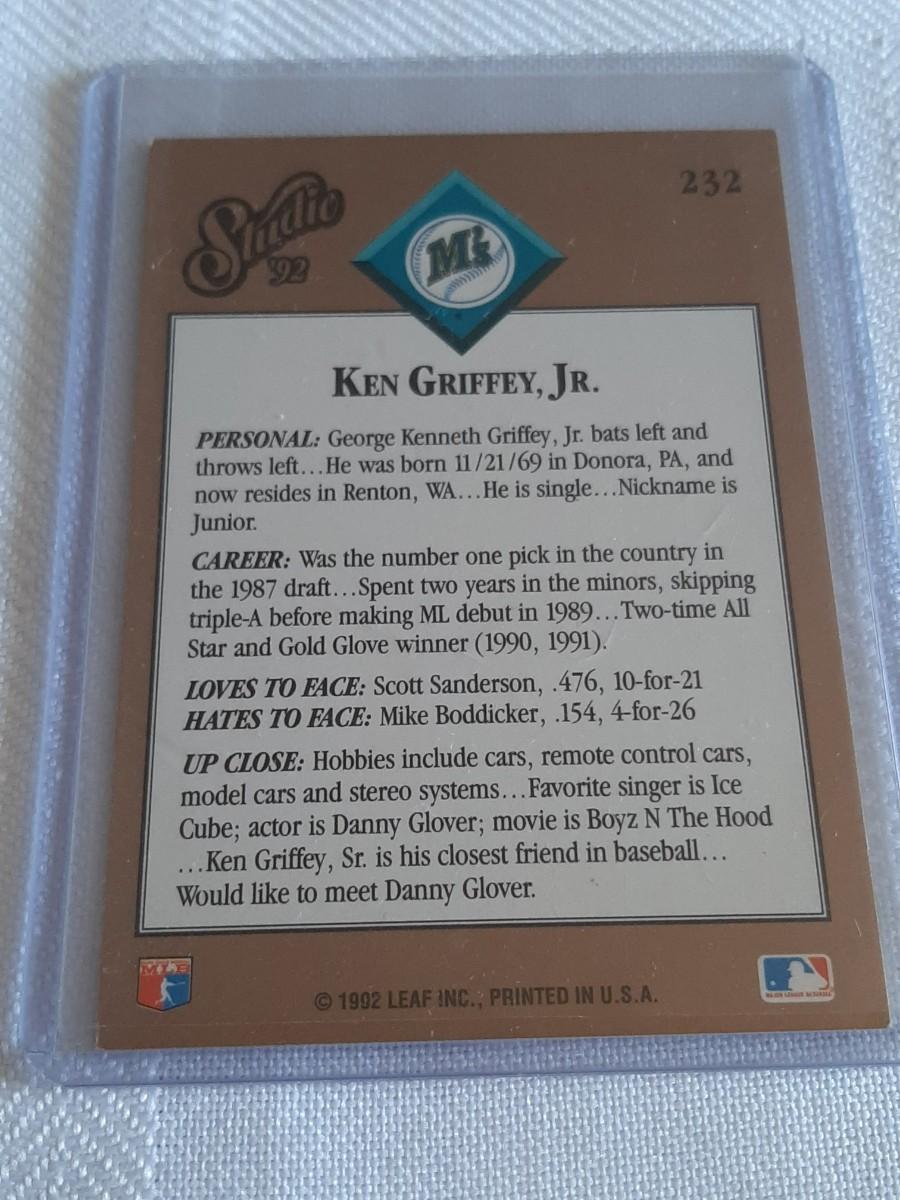 Studio '92
M's
232
KEN GRIFFEY, JR.
PERSONAL: George Kenneth Griffey, Jr. bats left and
throws left...He was born 11/21/69 in Donora, PA, and
now resides in Renton, WA...He is single...Nickname is
Junior.
CAREER: Was the number one pick in the country in
the 1987 draft...Spent two years in the minors, skipping
triple-A before making ML debut in 1989...Two-time All
Star and Gold Glove winner (1990, 1991).
LOVES TO FACE: Scott Sanderson, .476, 10-for-21
HATES TO FACE: Mike Boddicker, .154, 4-for-26
UP CLOSE: Hobbies include cars, remote control cars,
model cars and stereo systems...Favorite singer is Ice
Cube; actor is Danny Glover; movie is Boyz N The Hood
...Ken Griffey, Sr. is his closest friend in baseball...
Would like to meet Danny Glover.
MLB
© 1992 LEAF INC., PRINTED IN U.S.A.
MAJOR LEAGUE BASEBALL